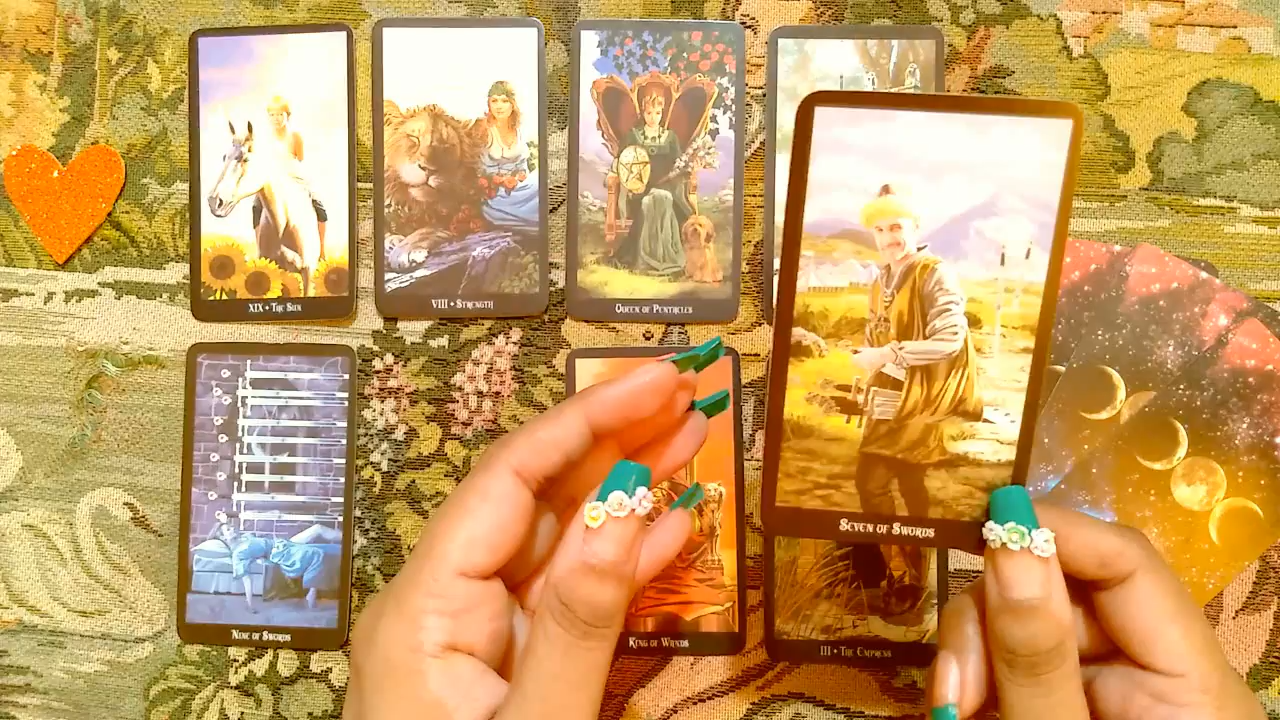 XIX • The Sun
VIII • Strength
Queen of Pentacles
Seven of Swords
Nine of Swords
King of Wands
III • The Empress